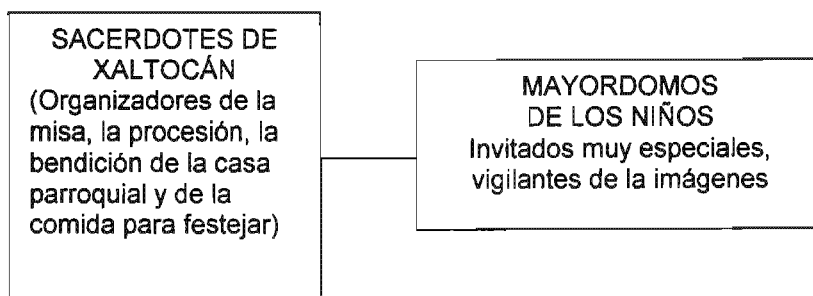 SACERDOTES DE
XALTOCÁN
(Organizadores de la
misa, la procesión, la
bendición de la casa
parroquial y de la
comida para festejar)
MAYORDOMOS
DE LOS NIÑOS
Invitados muy especiales,
vigilantes de la imágenes